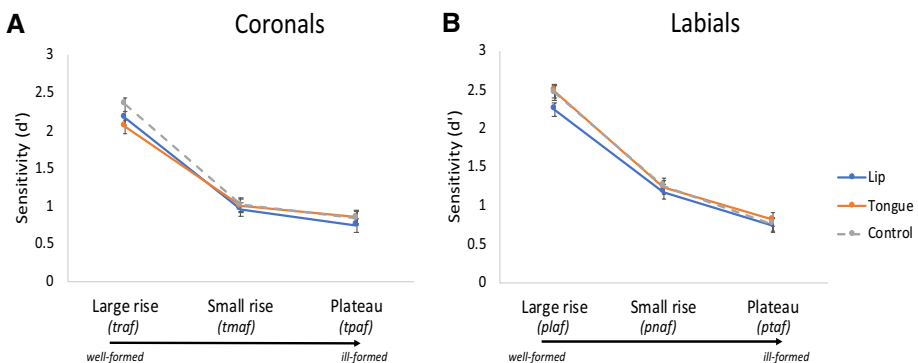 A
Coronals
Sensitivity (d')
3
2.5
2
1.5
1
0.5
0
Large rise
(traf)
Small rise
(tmaf)
Plateau
(tpaf)
well-formed
ill-formed
B
Labials
Sensitivity (d')
3
2.5
2
1.5
1
0.5
0
Large rise
(plaf)
Small rise
(pnaf)
Plateau
(ptaf)
well-formed
ill-formed
Lip
Tongue
Control